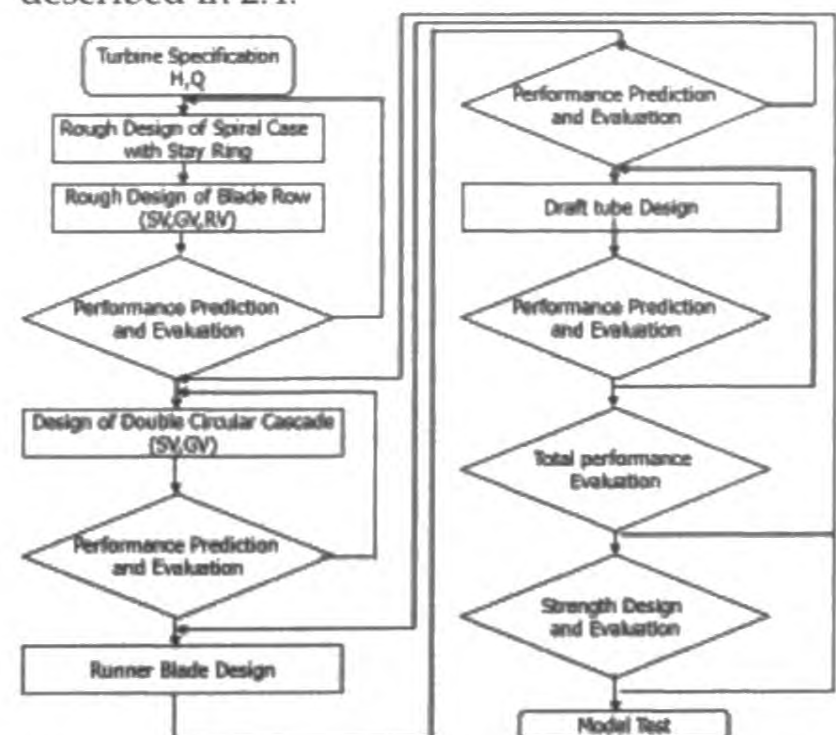 described in 2.4.
Turbine Specification
H,Q
Rough Design of Spiral Case
with Stay Ring
Rough Design of Blade Row
(SV,GV,RV)
Performance Prediction
and Evaluation
Design of Double Circular Cascade
(SV,GV)
Performance Prediction
and Evaluation
Runner Blade Design
Performance Prediction
and Evaluation
Draft tube Design
Performance Prediction
and Evaluation
Total performance
Evaluation
Strength Design
and Evaluation
Model Test